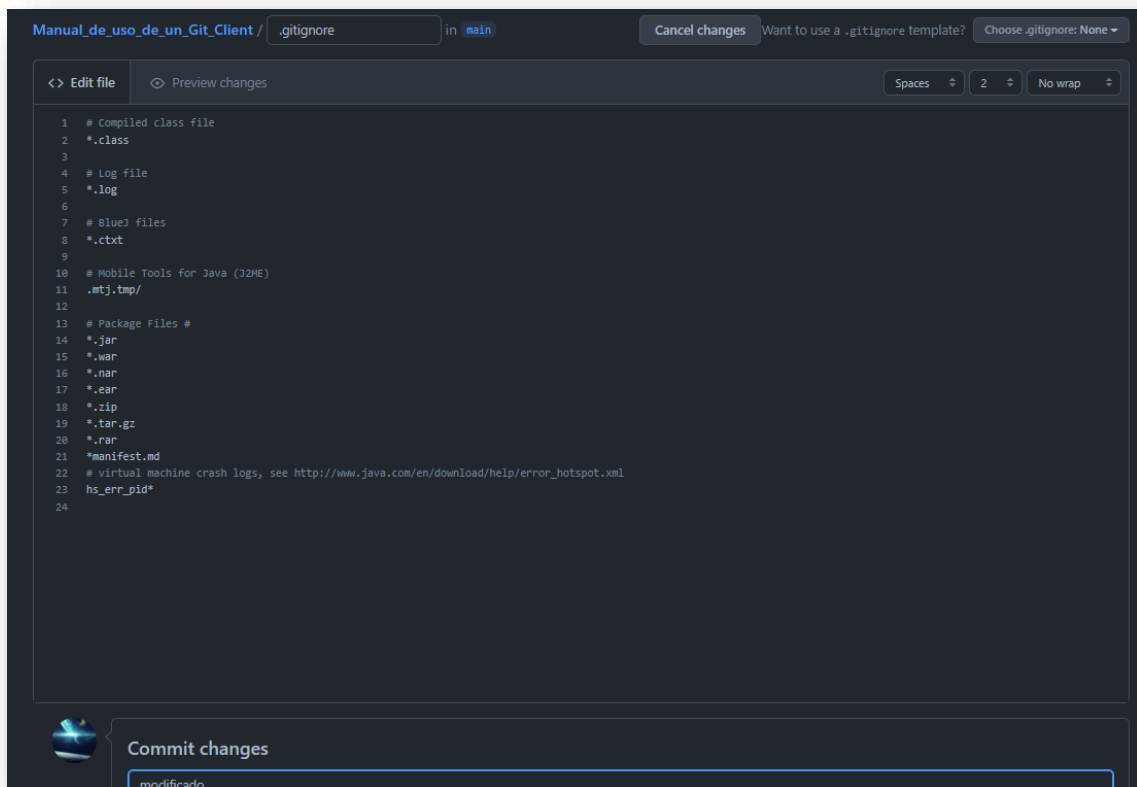 Manual_de_uso_de_un_Git_Client / .gitignore in main Cancel changes Want to use a .gitignore template? Choose .gitignore: None
<> Edit file Preview changes Spaces 2 No wrap
1 # Compiled class file
2 *.class
3
4 # Log file
5 *.log
6
7 # BlueJ files
8 *.ctxt
9
10 # Mobile Tools for Java (J2ME)
11 .mtj.tmp/
12
13 # Package Files #
14 *.jar
15 *.war
16 *.nar
17 *.ear
18 *.zip
19 *.tar.gz
20 *.rar
21 *manifest.md
22 # virtual machine crash logs, see http://www.java.com/en/download/help/error_hotspot.xml
23 hs_err_pid*
24
Commit changes
modificado